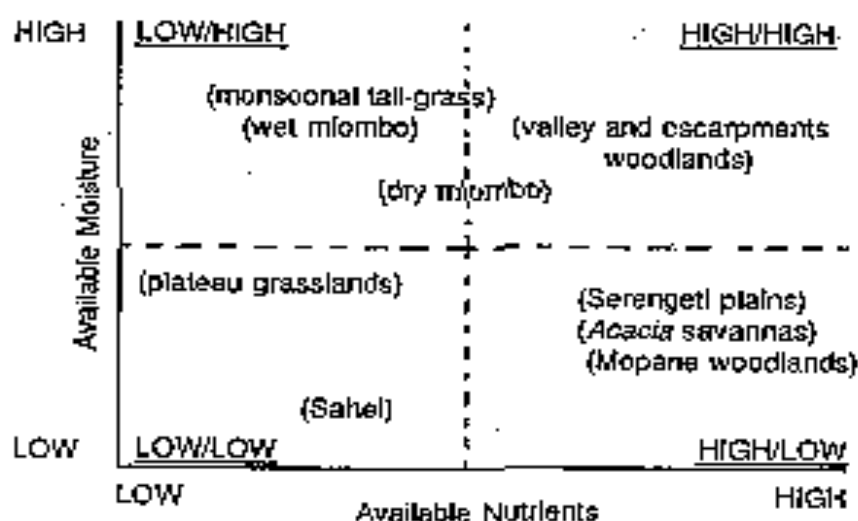 HIGH LOW/HIGH HIGH/HIGH
(monsoonal tall-grass)
(wet miombo) (valley and escarpments
woodlands)
(dry miombo)
Available Moisture
(plateau grasslands) (Serengeti plains)
(Acacia savannas)
(Mopane woodlands)
(Sahel)
LOW LOW/LOW HIGH/LOW
LOW Available Nutrients HIGH